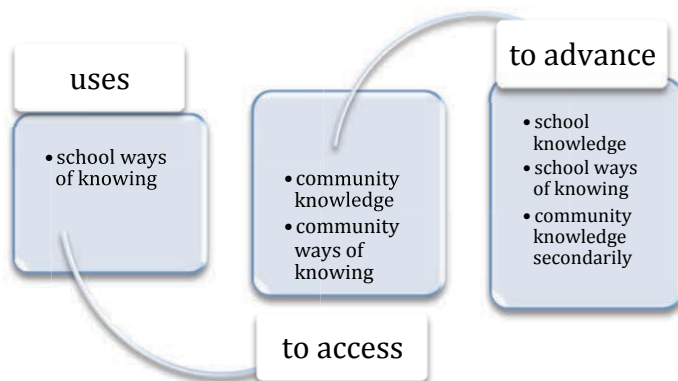 uses
• school ways
of knowing
• community
knowledge
• community
ways of
knowing
to access
to advance
• school
knowledge
• school ways
of knowing
• community
knowledge
secondarily